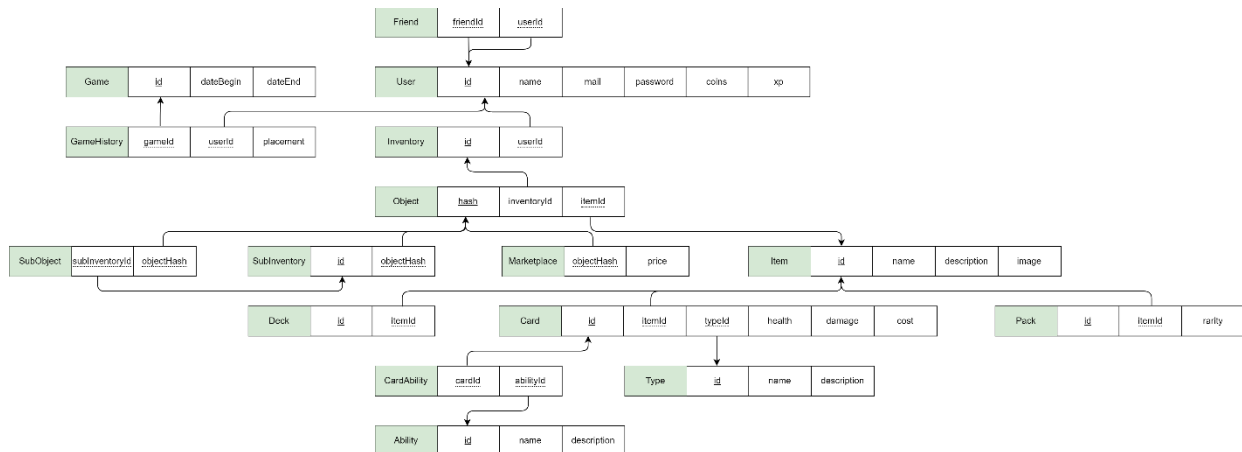 Friend friendId userId
Game id dateBegin dateEnd
User id name mail password coins xp
GameHistory gameId userId placement
Inventory id userId
Object hash inventoryId itemId
SubObject subInventoryId objectHash
SubInventory id objectHash
Marketplace objectHash price
Item id name description image
Deck id itemId
Card id itemId typeId health damage cost
Pack id itemId rarity
CardAbility cardId abilityId
Type id name description
Ability id name description